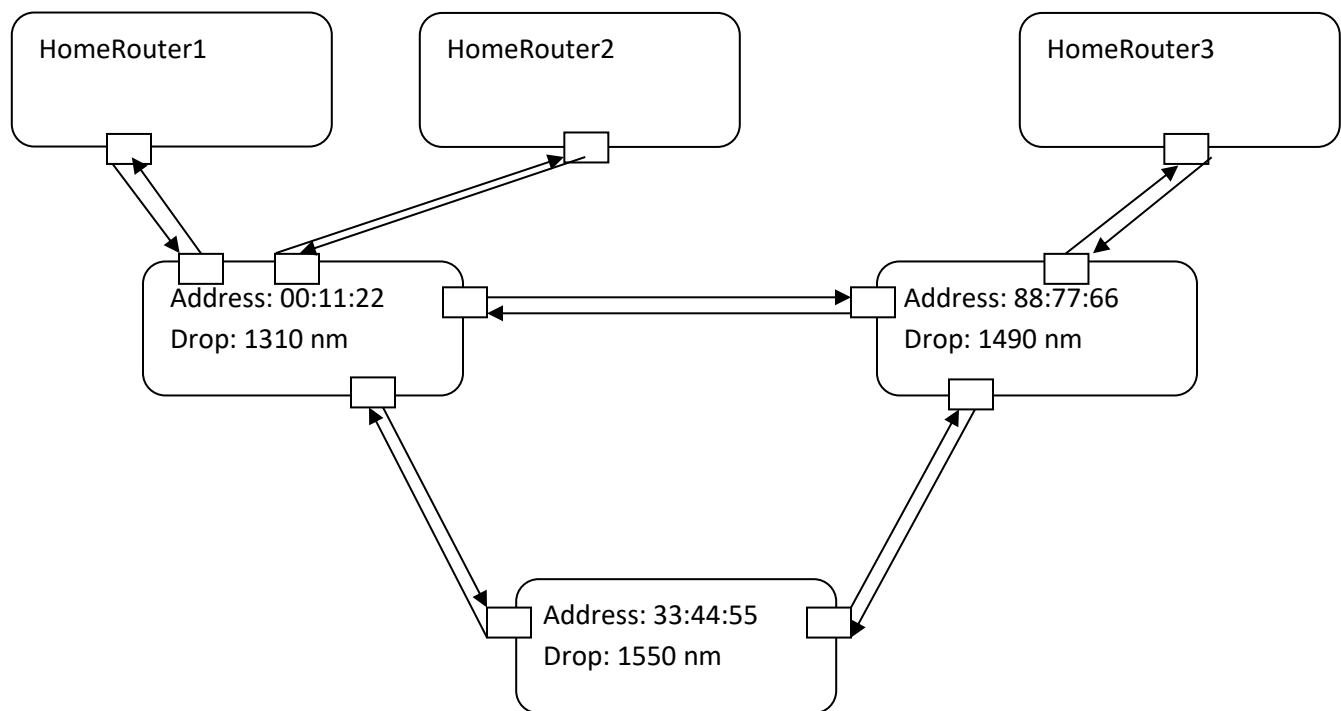 HomeRouter1
HomeRouter2
HomeRouter3
Address: 00:11:22
Drop: 1310 nm
Address: 88:77:66
Drop: 1490 nm
Address: 33:44:55
Drop: 1550 nm